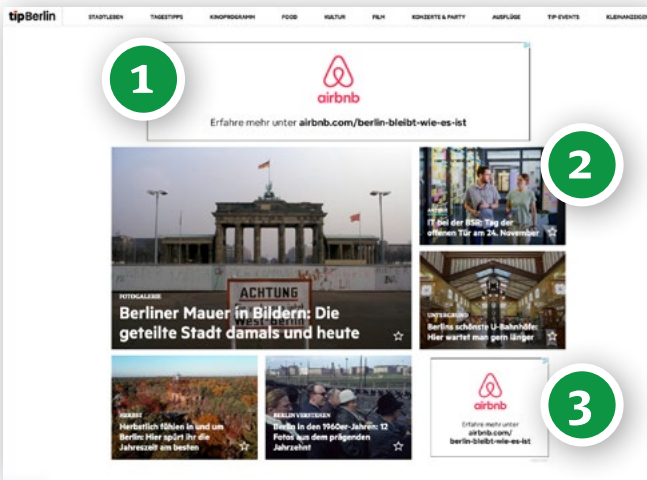 tipBerlin
STADTLEBEN TAGESTIPPS KINOPROGRAMM FOOD KULTUR FILM KONZERTE & PARTY AUSFLÜGE TIP-EVENTS KLEINANZEIGEN
1
airbnb
Erfahre mehr unter airbnb.com/berlin-bleibt-wie-es-ist
2
ANZEIGE
IT bei der BSR: Tag der
offenen Tür am 24. November
ACHTUNG
West-berlin
FOTOGALERIE
Berliner Mauer in Bildern: Die
geteilte Stadt damals und heute
UNTERGRUND
Berlins schönste U-Bahnhöfe:
Hier wartet man gern länger
HERBST
Herbstlich fühlen in und um
Berlin: Hier spürt ihr die
Jahreszeit am besten
BERLIN VERSTEHEN
Berlin in den 1960er-Jahren: 12
Fotos aus dem prägenden
Jahrzehnt
3
airbnb
Erfahre mehr unter
airbnb.com/
berlin-bleibt-wie-es-ist